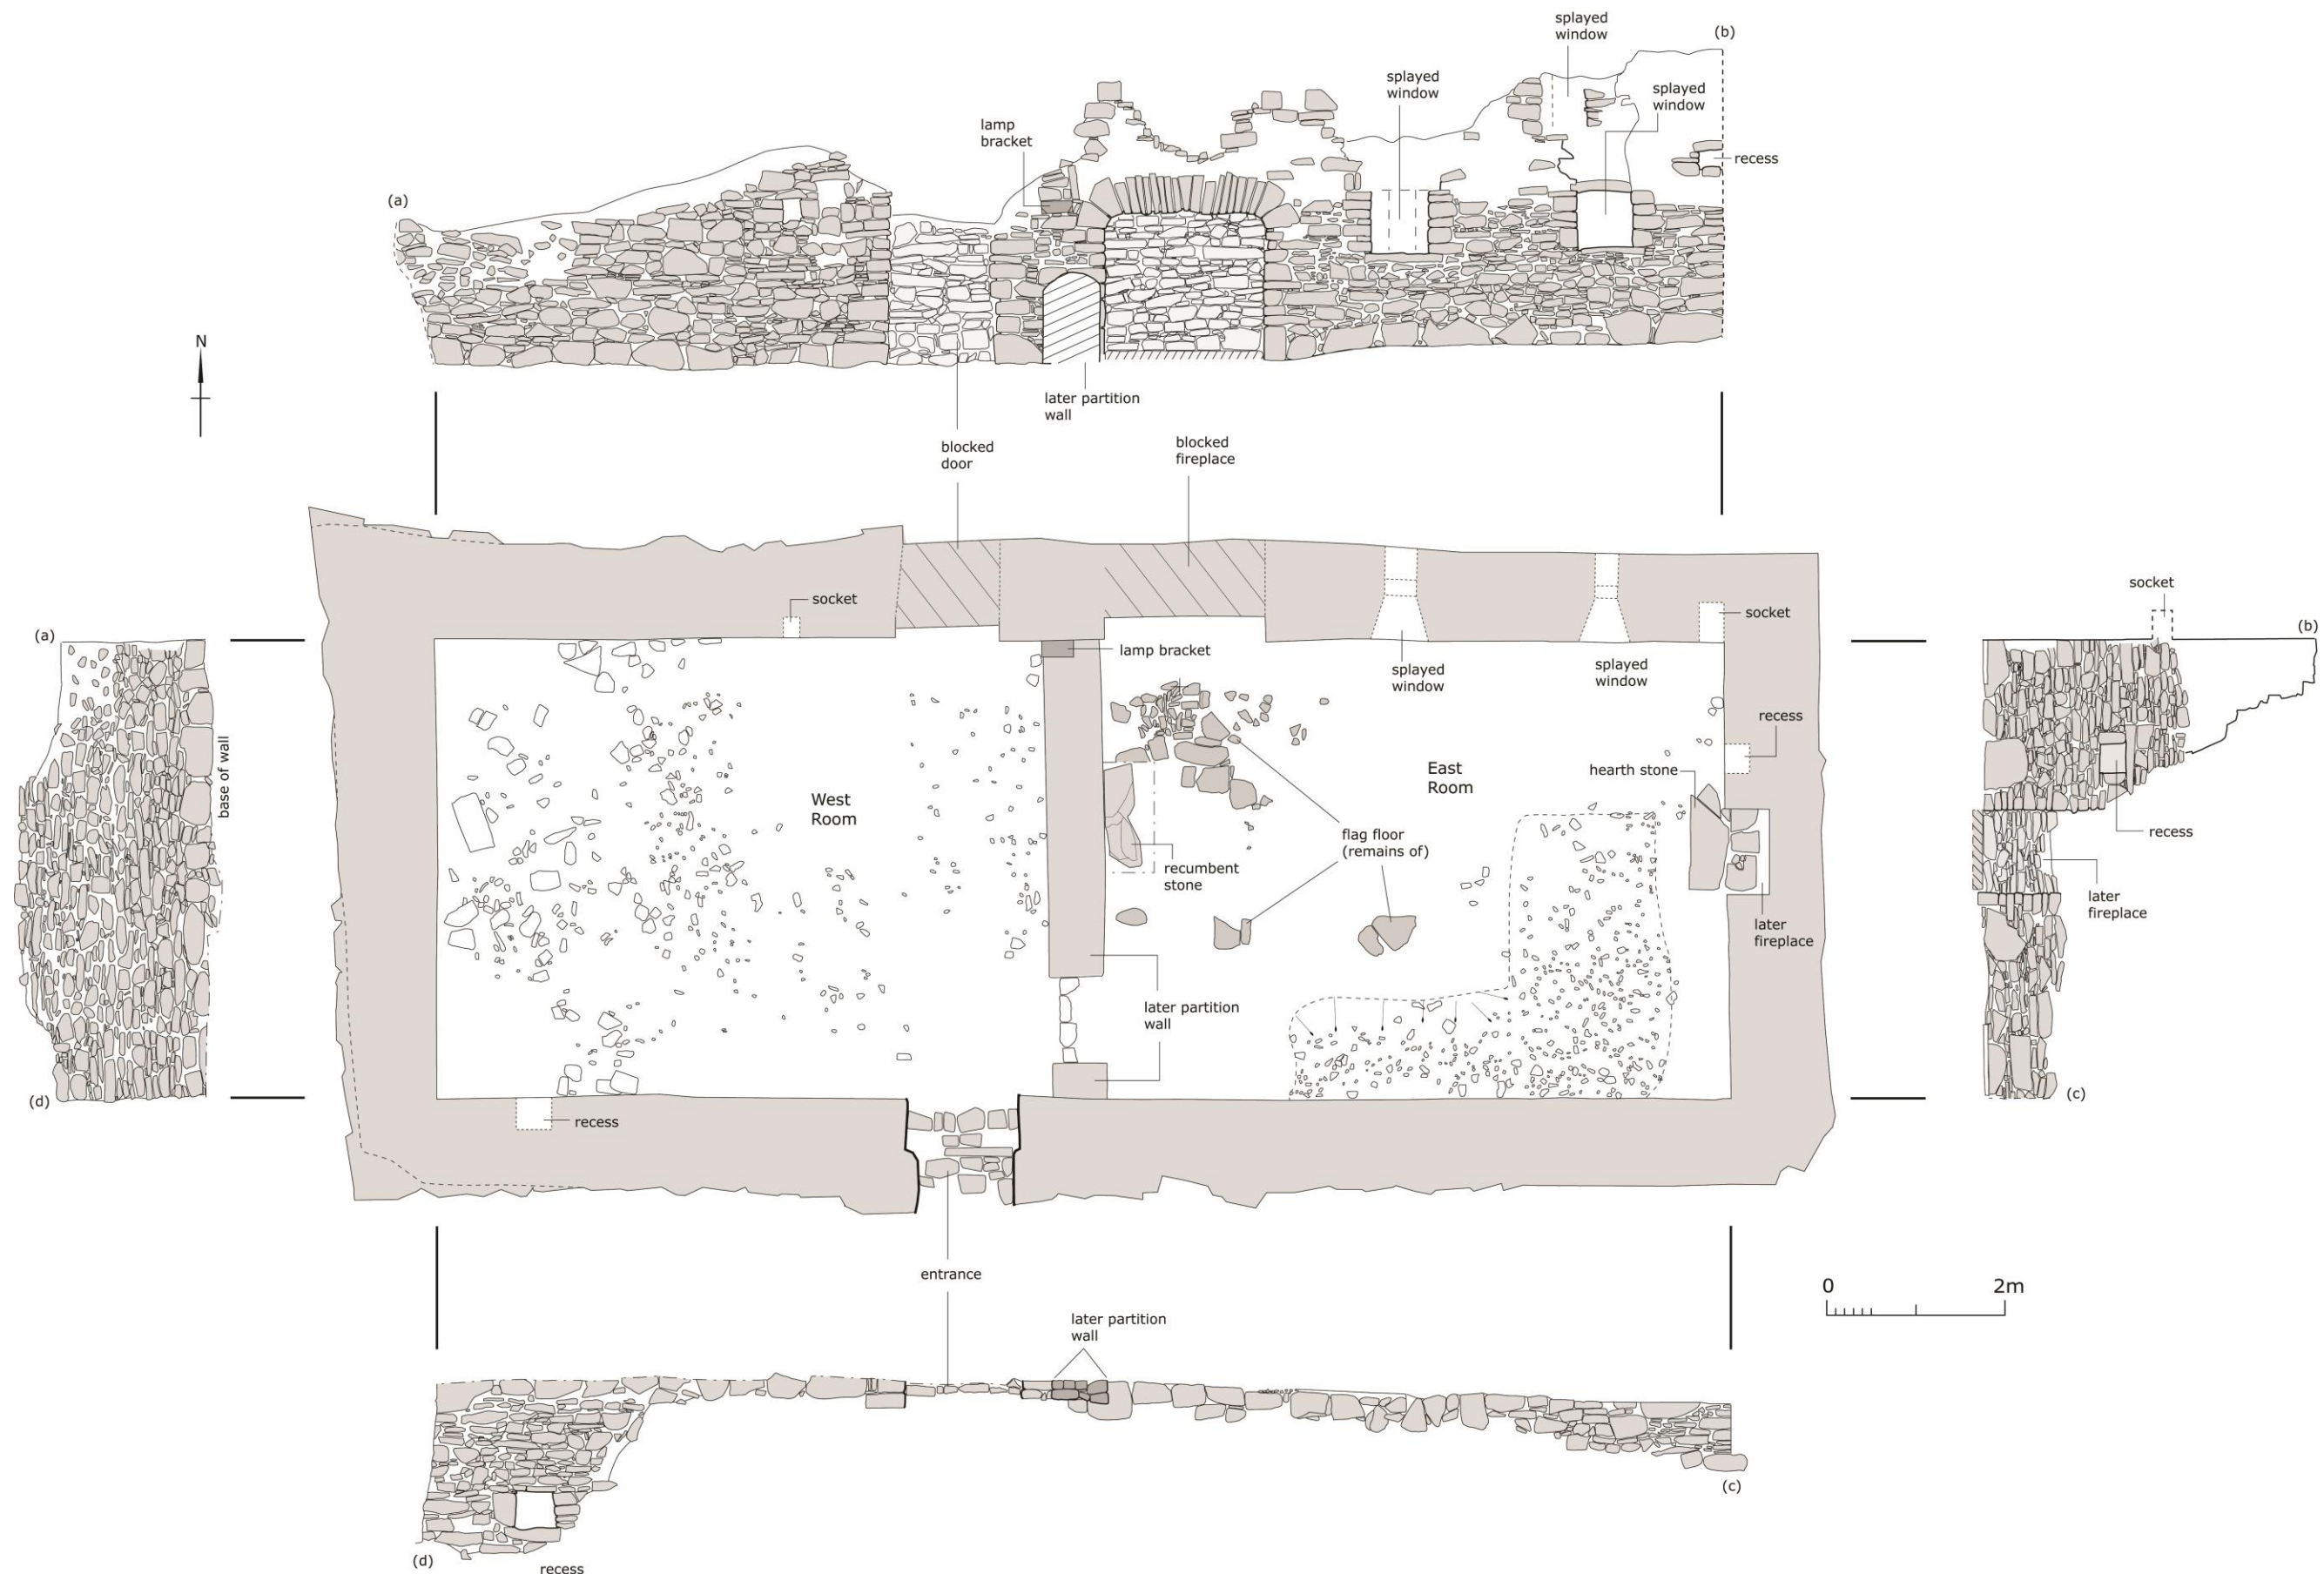 splayed
window
(b)
splayed
window
splayed
window
lamp
bracket
recess
(a)
N
later partition
wall
blocked
door
blocked
fireplace
socket
socket
socket
(a)
(b)
lamp bracket
splayed
window
splayed
window
recess
base of wall
West
Room
East
Room
hearth stone
flag floor
(remains of)
recess
recumbent
stone
later
fireplace
later
fireplace
later partition
wall
(d)
(c)
recess
entrance
0
2m
later partition
wall
(c)
(d)
recess